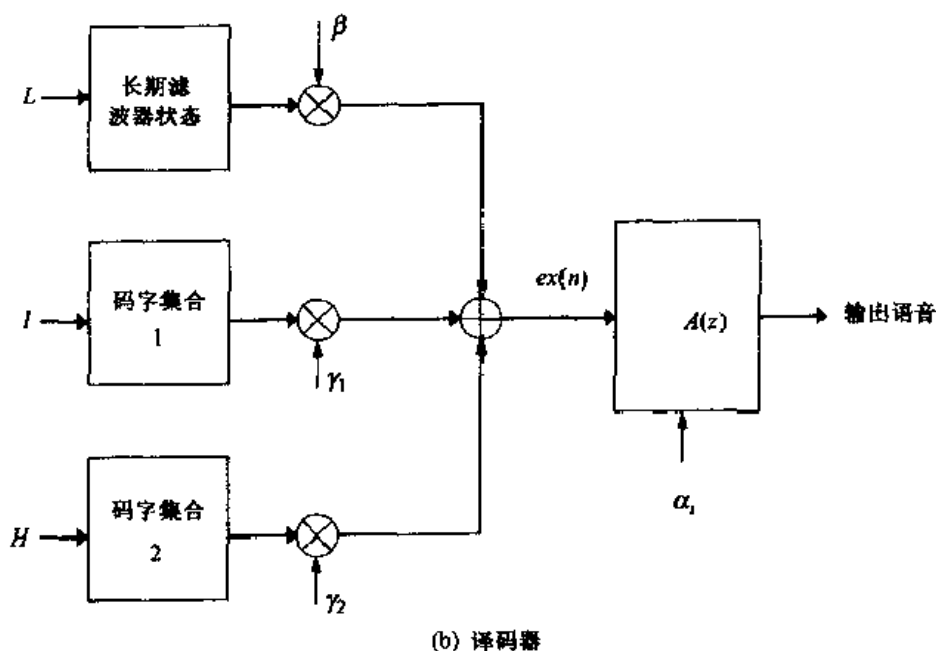 β
L
长期滤
波器状态
ex(n)
I
码字集合
1
γ₁
A(z)
输出语音
H
码字集合
2
γ₂
αᵢ
(b) 译码器